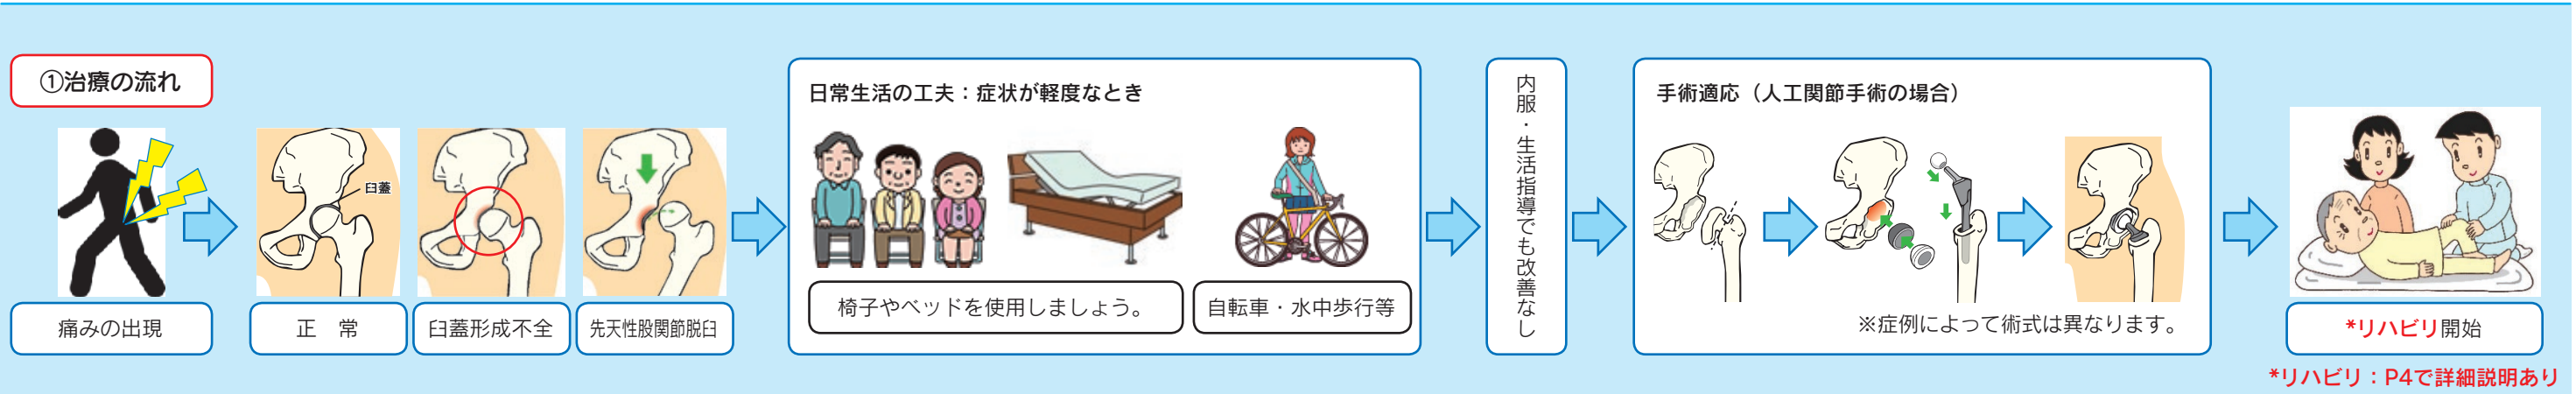 ①治療の流れ
痛みの出現
臼蓋
正　常
臼蓋形成不全
先天性股関節脱臼
日常生活の工夫：症状が軽度なとき
椅子やベッドを使用しましょう。
自転車・水中歩行等
内服・生活指導でも改善なし
手術適応（人工関節手術の場合）
※症例によって術式は異なります。
*リハビリ開始
*リハビリ：P4で詳細説明あり